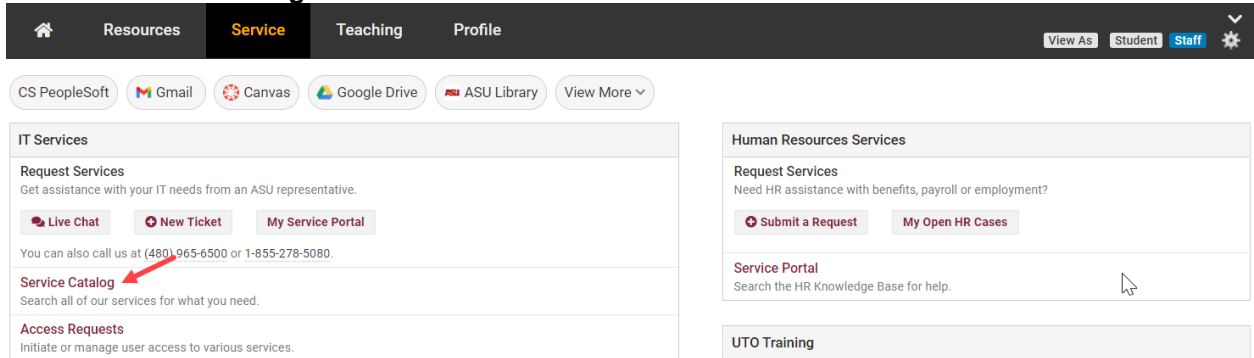 Resources Service Teaching Profile
View As Student Staff
CS PeopleSoft Gmail Canvas Google Drive ASU ASU Library View More
IT Services
Request Services
Get assistance with your IT needs from an ASU representative.
Live Chat New Ticket My Service Portal
You can also call us at (480) 965-6500 or 1-855-278-5080.
Service Catalog
Search all of our services for what you need.
Access Requests
Initiate or manage user access to various services.
Human Resources Services
Request Services
Need HR assistance with benefits, payroll or employment?
Submit a Request My Open HR Cases
Service Portal
Search the HR Knowledge Base for help.
UTO Training